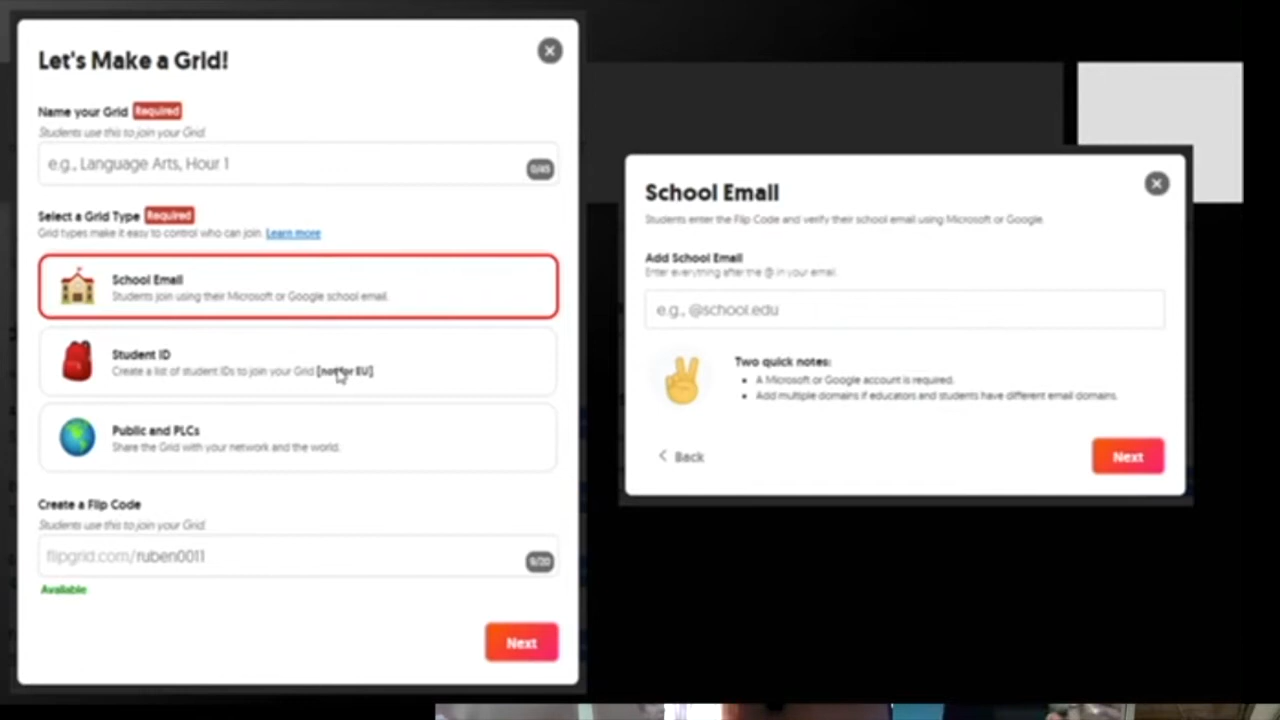 Let's Make a Grid!
Name your Grid Required
Students use this to join your Grid.
e.g., Language Arts, Hour 1
0/45
Select a Grid Type Required
Grid types make it easy to control who can join. Learn more
School Email
Students join using their Microsoft or Google school email.
Student ID
Create a list of student IDs to join your Grid [not for EU]
Public and PLCs
Share the Grid with your network and the world.
Create a Flip Code
Students use this to join your Grid.
flipgrid.com/ruben0011
9/20
Available
Next
School Email
Students enter the Flip Code and verify their school email using Microsoft or Google.
Add School Email
Enter everything after the @ in your email.
e.g., @school.edu
Two quick notes:
• A Microsoft or Google account is required.
• Add multiple domains if educators and students have different email domains.
Back
Next